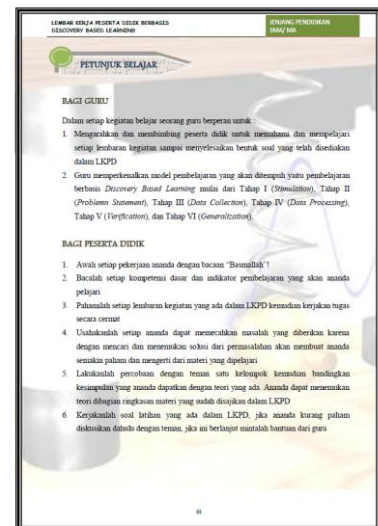 LEMBAR KERJA PESERTA DIDIK BERBASIS
DISCOVERY BASED LEARNING
JENJANG PENDIDIKAN
SMA/ MA
PETUNJUK BELAJAR
BAGI GURU
Dalam setiap kegiatan belajar seorang guru berperan untuk :
1. Mengarahkan dan membimbing peserta didik untuk memahami dan mempelajari
setiap lembaran kegiatan sampai menyelesaikan bentuk soal yang telah disediakan
dalam LKPD
2. Guru memperkenalkan model pembelajaran yang akan ditempuh yaitu pembelajaran
berbasis Discovery Based Learning mulai dari Tahap I (Stimulation), Tahap II
(Problemn Statement), Tahap III (Data Collection), Tahap IV (Data Processing),
Tahap V (Verification), dan Tahap VI (Generalization).
BAGI PESERTA DIDIK
1. Awali setiap pekerjaan ananda dengan bacaan “Basmallah”!
2. Bacalah setiap kompetensi dasar dan indikator pembelajaran yang akan ananda
pelajari
3. Pahamilah setiap lembaran kegiatan yang ada dalam LKPD kemudian kerjakan tugas
secara cermat
4. Usahakanlah setiap ananda dapat memecahkan masalah yang diberikan karena
dengan mencari dan menemukan solusi dari permasalahan akan membuat ananda
semakin paham dan mengerti dari materi yang dipelajari
5. Lakukanlah percobaan dengan teman satu kelompok kemudian bandingkan
kesimpulan yang ananda dapatkan dengan teori yang ada. Ananda dapat menemukan
teori dibagian ringkasan materi yang sudah disajikan dalam LKPD
6. Kerjakanlah soal latihan yang ada dalam LKPD, jika ananda kurang paham
diskusikan dahulu dengan teman, jika ini berlanjut mintalah bantuan dari guru